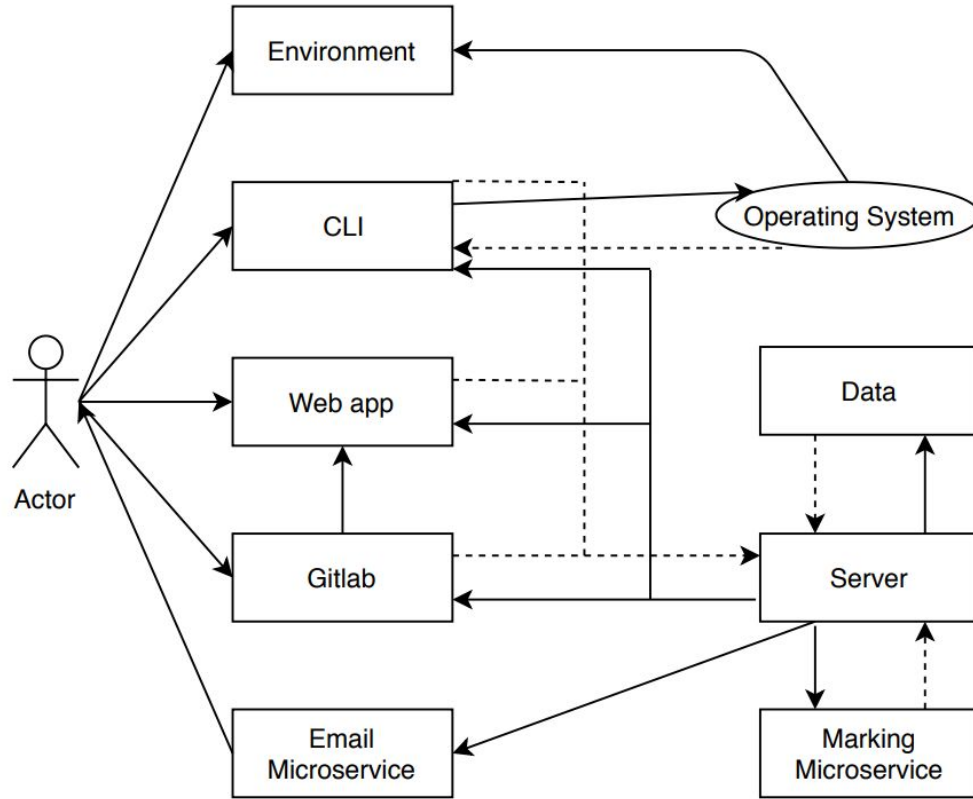 Environment
CLI
Operating System
Web app
Data
Actor
Gitlab
Server
Email
Microservice
Marking
Microservice